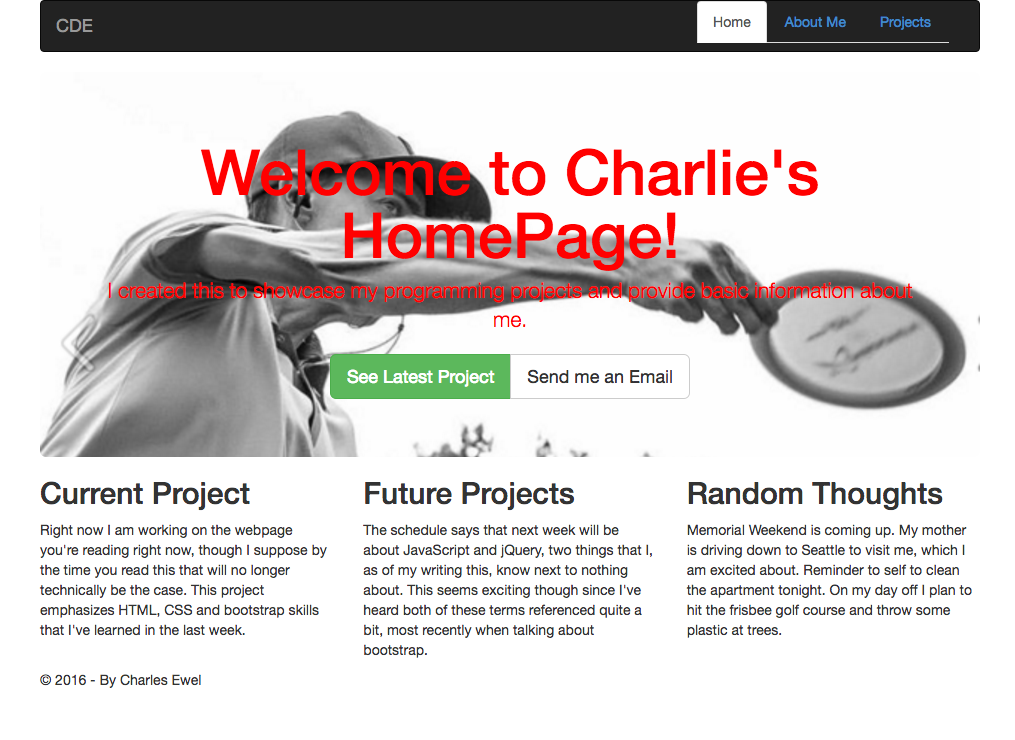 CDE
Home
About Me
Projects
Welcome to Charlie's
HomePage!
I created this to showcase my programming projects and provide basic information about
me.
See Latest Project
Send me an Email
Current Project
Right now I am working on the webpage
you're reading right now, though I suppose by
the time you read this that will no longer
technically be the case. This project
emphasizes HTML, CSS and bootstrap skills
that I've learned in the last week.
Future Projects
The schedule says that next week will be
about JavaScript and jQuery, two things that I,
as of my writing this, know next to nothing
about. This seems exciting though since I've
heard both of these terms referenced quite a
bit, most recently when talking about
bootstrap.
Random Thoughts
Memorial Weekend is coming up. My mother
is driving down to Seattle to visit me, which I
am excited about. Reminder to self to clean
the apartment tonight. On my day off I plan to
hit the frisbee golf course and throw some
plastic at trees.
© 2016 - By Charles Ewel